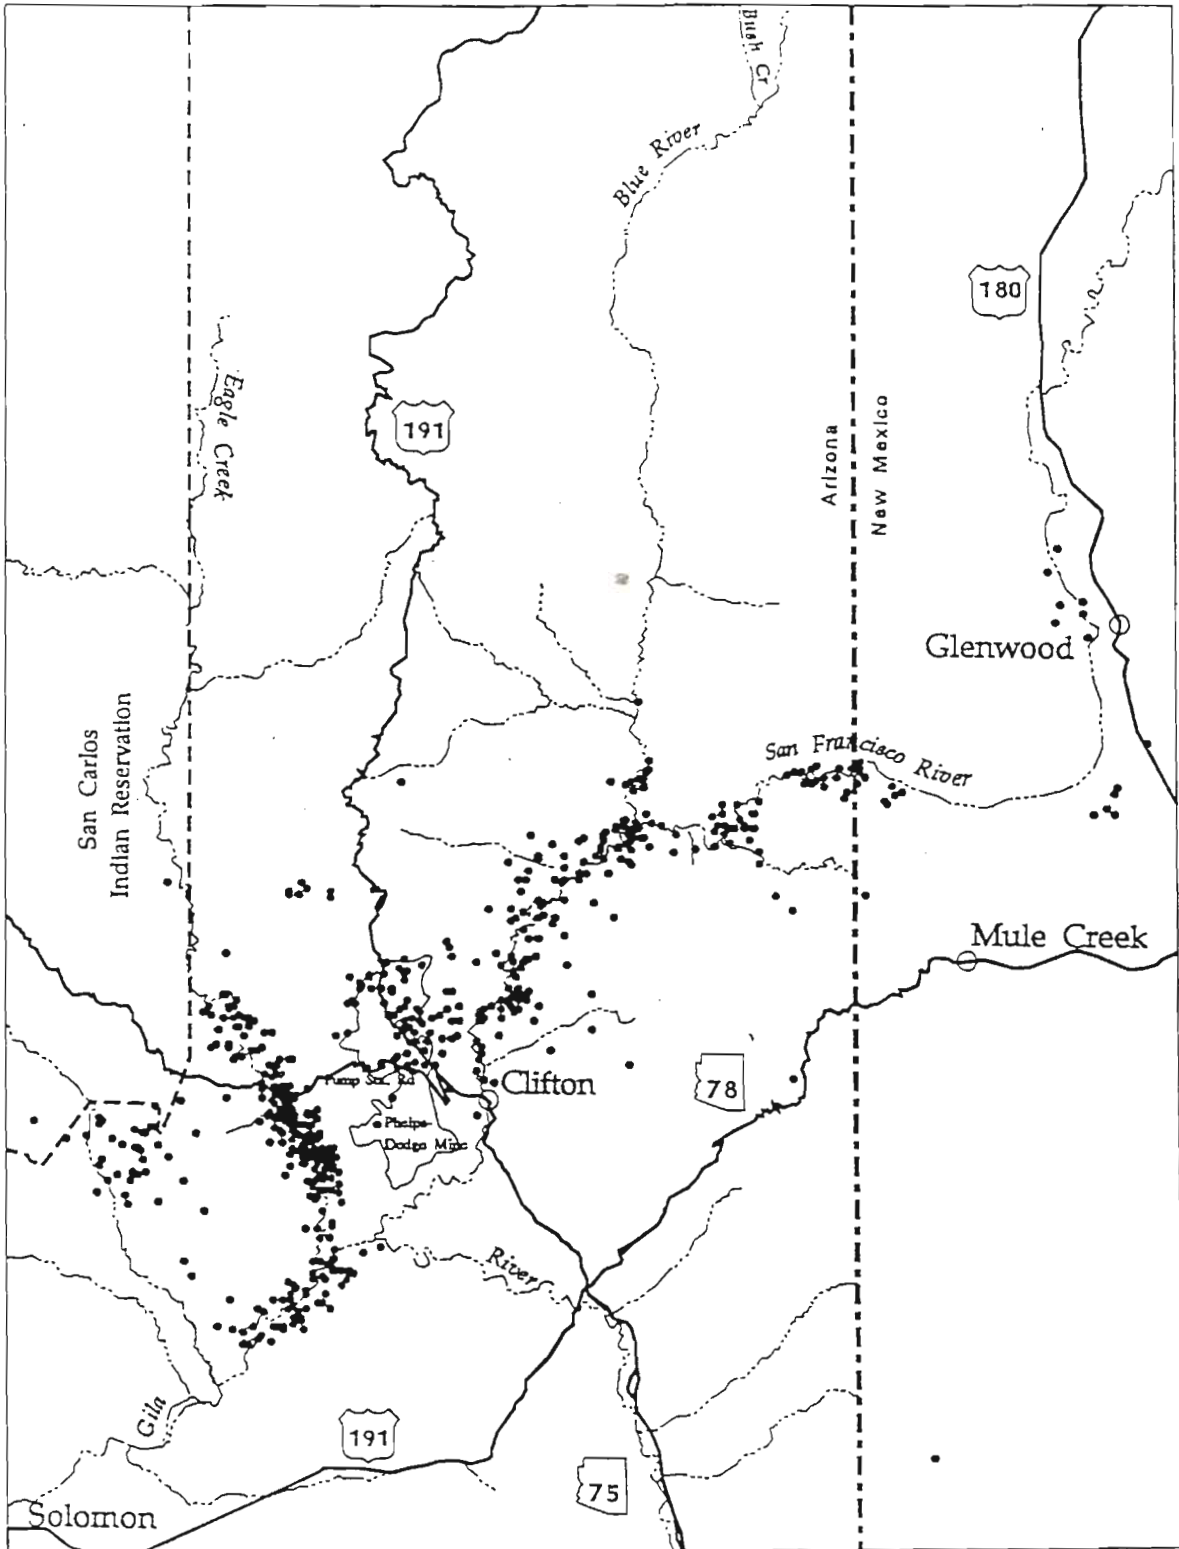 Bush Cr
Blue River
180
Eagle Creek
191
Arizona
New Mexico
Glenwood
San Carlos
Indian Reservation
San Francisco River
Mule Creek
Clifton
78
Pump Sta. Rd
Phelps-
Dodge Mine
River
Gila
191
75
Solomon